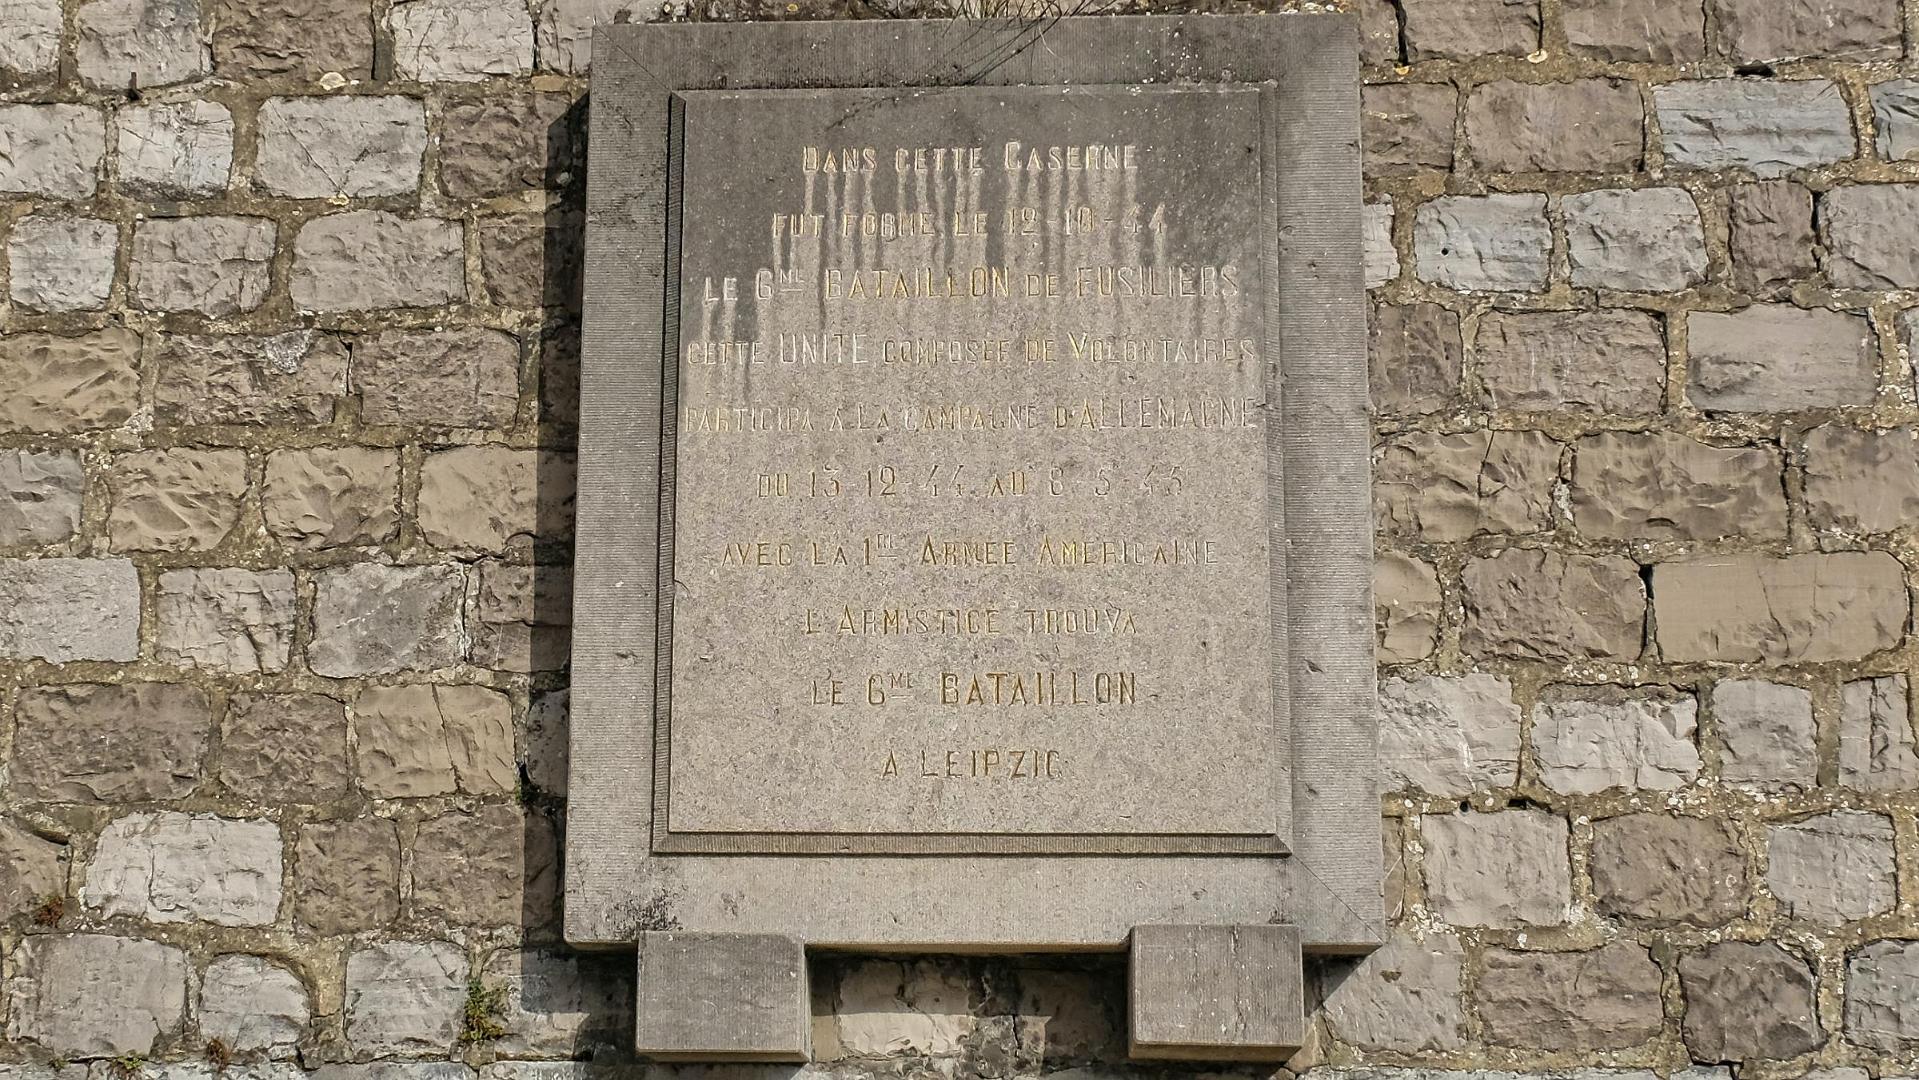 DANS CETTE CASERNE
FUT FORME LE 12-10-44
LE 6ME BATAILLON DE FUSILIERS
CETTE UNITE COMPOSEE DE VOLONTAIRES
PARTICIPA A LA CAMPAGNE D'ALLEMAGNE
DU 13-12-44 AU 8-5-45
AVEC LA 1RE ARMEE AMERICAINE
L'ARMISTICE TROUVA
LE 6ME BATAILLON
A LEIPZIG